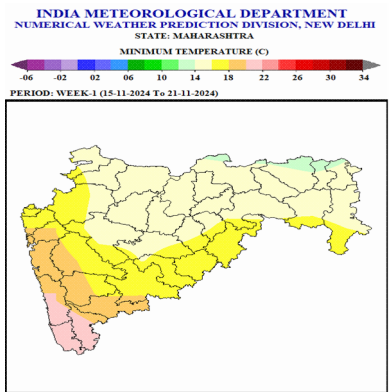 INDIA METEOROLOGICAL DEPARTMENT
NUMERICAL WEATHER PREDICTION DIVISION, NEW DELHI
STATE: MAHARASHTRA
MINIMUM TEMPERATURE (C)
-06 -02 02 06 10 14 18 22 26 30 34
PERIOD: WEEK-1 (15-11-2024 To 21-11-2024)